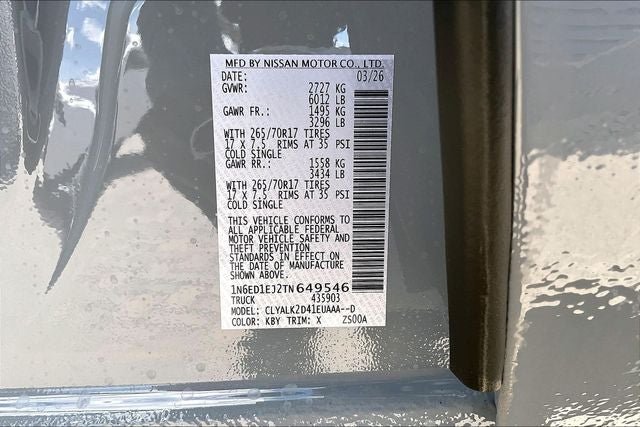 MFD BY NISSAN MOTOR CO., LTD.
DATE: 03/26
GVWR: 2727 KG
6012 LB
GAWR FR.: 1495 KG
3296 LB
WITH 265/70R17 TIRES
17 X 7.5 RIMS AT 35 PSI
COLD SINGLE
GAWR RR.: 1558 KG
3434 LB
WITH 265/70R17 TIRES
17 X 7.5 RIMS AT 35 PSI
COLD SINGLE
THIS VEHICLE CONFORMS TO
ALL APPLICABLE FEDERAL
MOTOR VEHICLE SAFETY AND
THEFT PREVENTION
STANDARDS IN EFFECT ON
THE DATE OF MANUFACTURE
SHOWN ABOVE.
1N6ED1EJ2TN649546
TRUCK 435903
MODEL: CLYALK2D41EUAAA--D
COLOR: KBY TRIM: X ZS00A